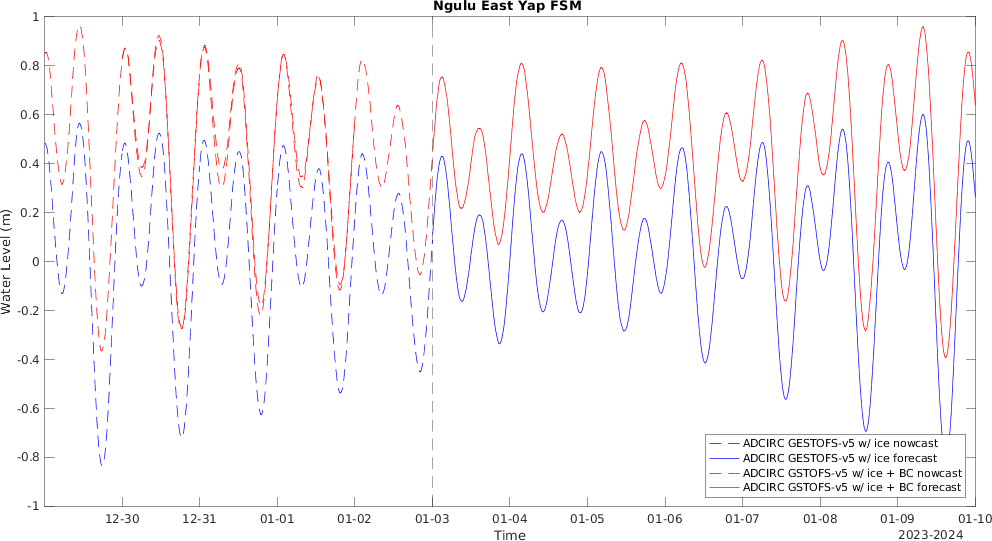 Ngulu East Yap FSM
1
0.8
0.6
0.4
0.2
0
-0.2
-0.4
-0.6
-0.8
-1
Water Level (m)
ADCIRC GESTOFS-v5 w/ ice nowcast
ADCIRC GESTOFS-v5 w/ ice forecast
ADCIRC GSTOFS-v5 w/ ice + BC nowcast
ADCIRC GSTOFS-v5 w/ ice + BC forecast
12-30 12-31 01-01 01-02 01-03 01-04 01-05 01-06 01-07 01-08 01-09 01-10
Time
2023-2024